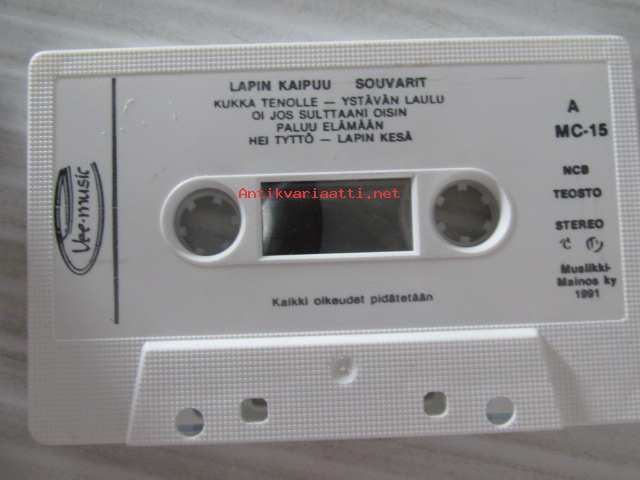 LAPIN KAIPUU SOUVARIT
KUKKA TENOLLE — YSTÄVÄN LAULU
OI JOS SULTTAANI OISIN
PALUU ELÄMÄÄN
HEI TYTTÖ — LAPIN KESÄ
A
MC-15
Vee-music
Antikvariaatti.net
NCB
TEOSTO
STEREO
Musiikki-
Mainos ky
1991
Kaikki oikeudet pidätetään